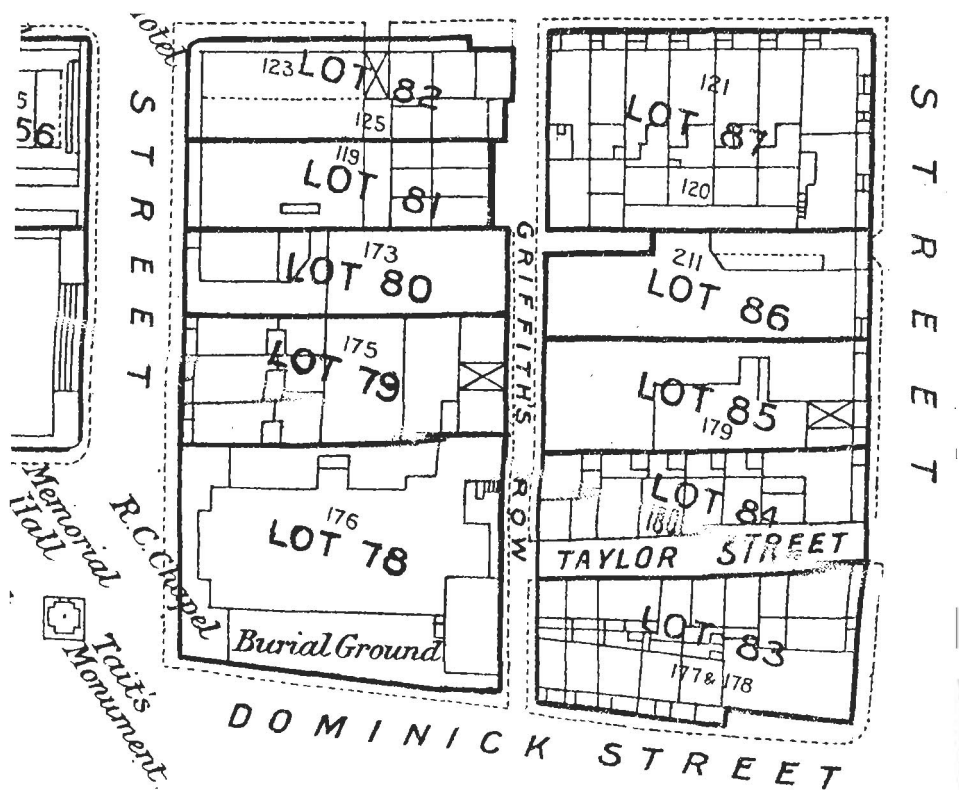 Hotel
56
STREET
123 LOT 82
125
119
LOT 81
173
LOT 80
175
LOT 79
176
LOT 78
Burial Ground
GRIFFITH'S ROW
121
LOT 87
120
211
LOT 86
LOT 85
179
LOT 84
180
TAYLOR STREET
LOT 83
177 & 178
STREET
Memorial
Hall
R.C. Chapel
Tait's
Monument
DOMINICK STREET